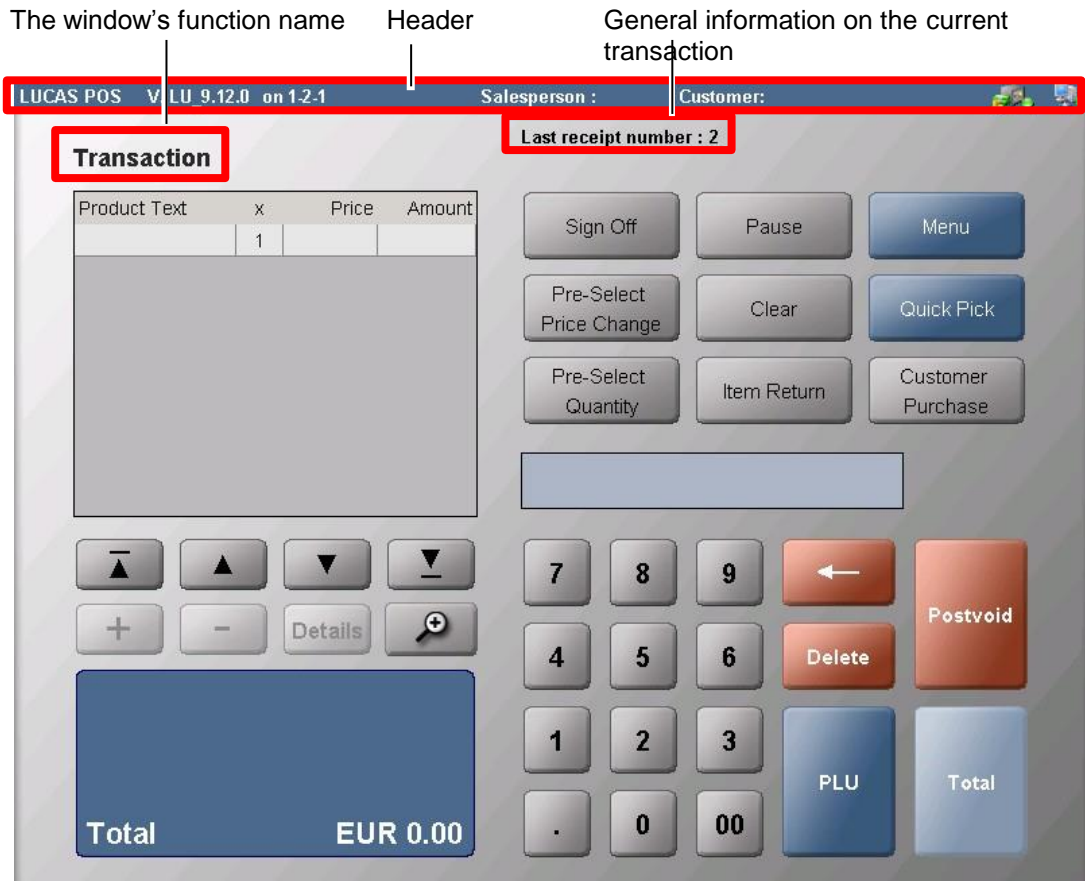 The window’s function name
Header
General information on the current
transaction
LUCAS POS V. LU_9.12.0 on 1-2-1 Salesperson : Customer:
Last receipt number : 2
Transaction
Product Text x Price Amount
1
Sign Off
Pause
Menu
Pre-Select
Price Change
Clear
Quick Pick
Pre-Select
Quantity
Item Return
Customer
Purchase
+ - Details
7 8 9
Postvoid
4 5 6 Delete
1 2 3
PLU Total
. 0 00
Total EUR 0.00